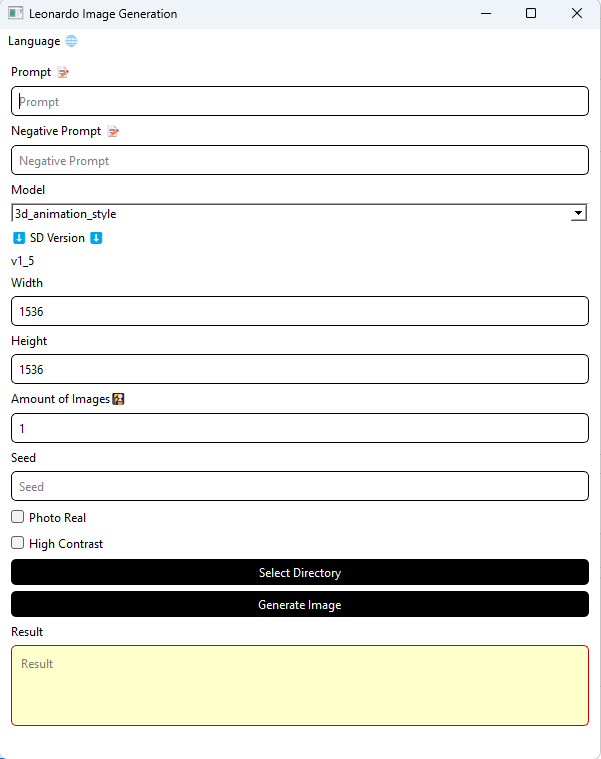 Leonardo Image Generation
Language 🌐
Prompt 📝
Prompt
Negative Prompt 📝
Negative Prompt
Model
3d_animation_style
⬇️ SD Version ⬇️
v1_5
Width
1536
Height
1536
Amount of Images
1
Seed
Seed
Photo Real
High Contrast
Select Directory
Generate Image
Result
Result